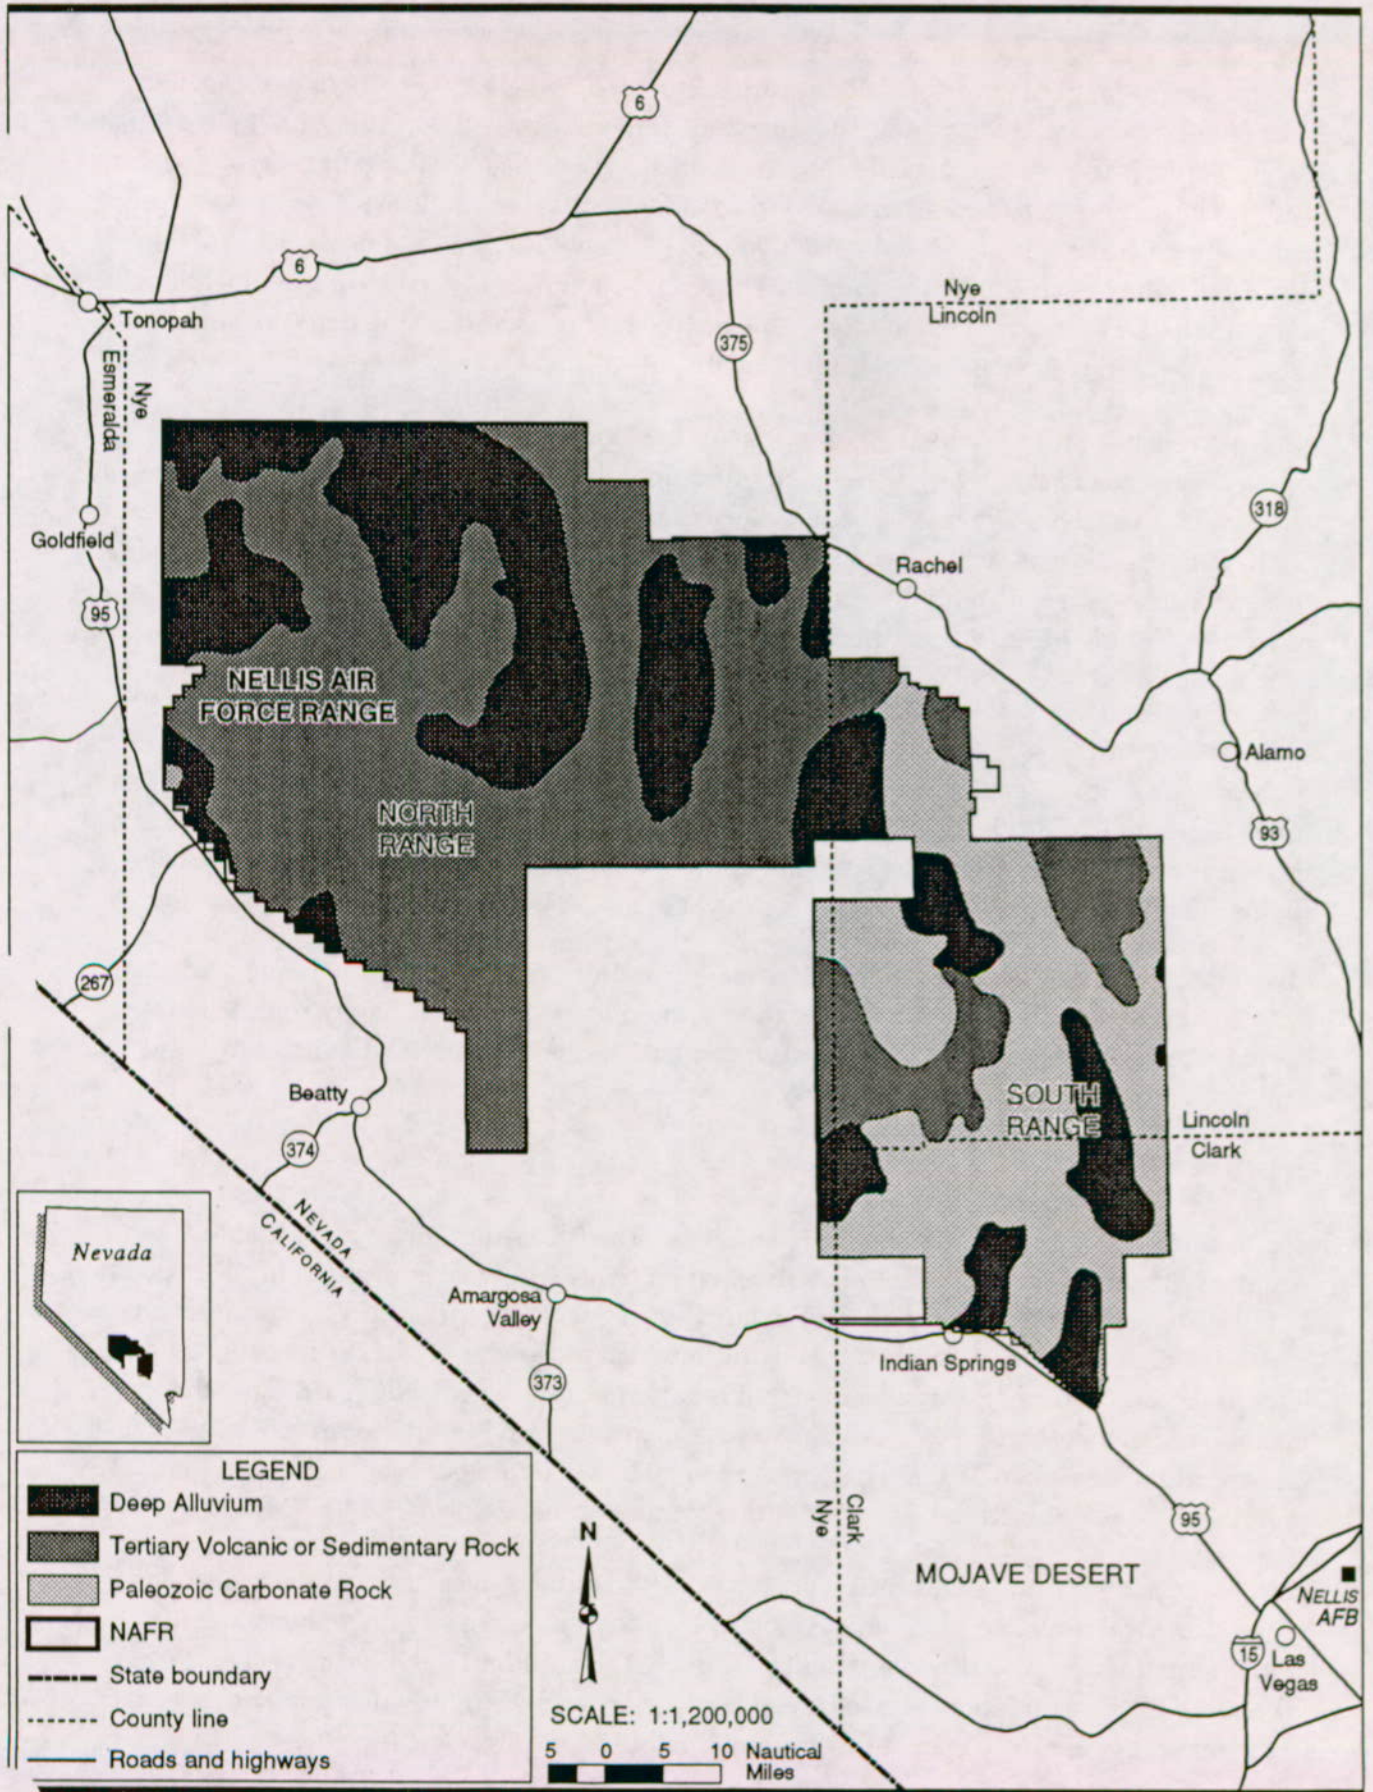 6
6
Tonopah
Esmeralda
Nye
Nye
Lincoln
375
318
Goldfield
95
Rachel
NELLIS AIR
FORCE RANGE
Alamo
NORTH
RANGE
93
267
Beatty
374
SOUTH
RANGE
Lincoln
Clark
NEVADA
CALIFORNIA
Nevada
Amargosa
Valley
Indian Springs
373
LEGEND
Deep Alluvium
Tertiary Volcanic or Sedimentary Rock
Paleozoic Carbonate Rock
NAFR
State boundary
County line
Roads and highways
N
SCALE: 1:1,200,000
5 0 5 10 Nautical
Miles
Clark
Nye
95
MOJAVE DESERT
NELLIS
AFB
15
Las
Vegas